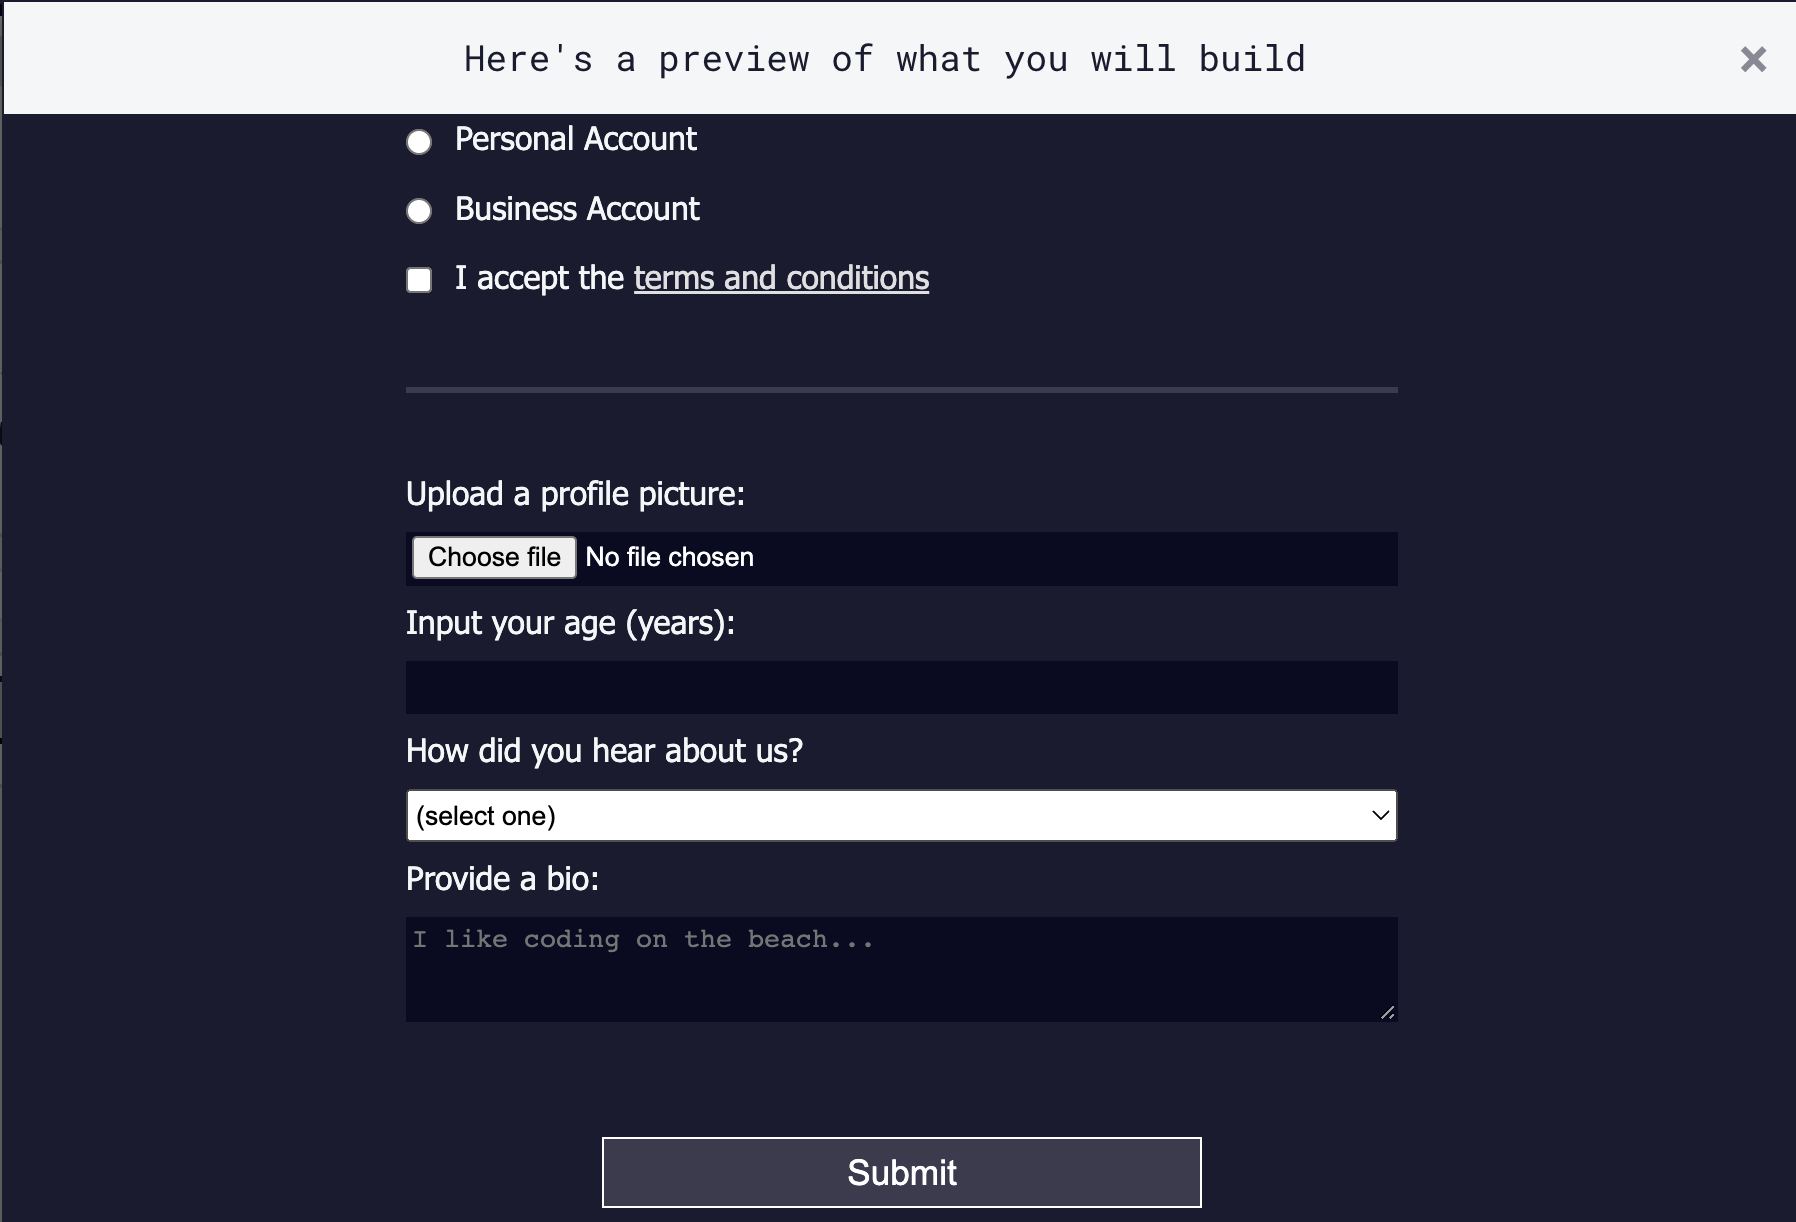 Here's a preview of what you will build
Personal Account
Business Account
I accept the terms and conditions
Upload a profile picture:
Choose file No file chosen
Input your age (years):
How did you hear about us?
(select one)
Provide a bio:
I like coding on the beach...
Submit